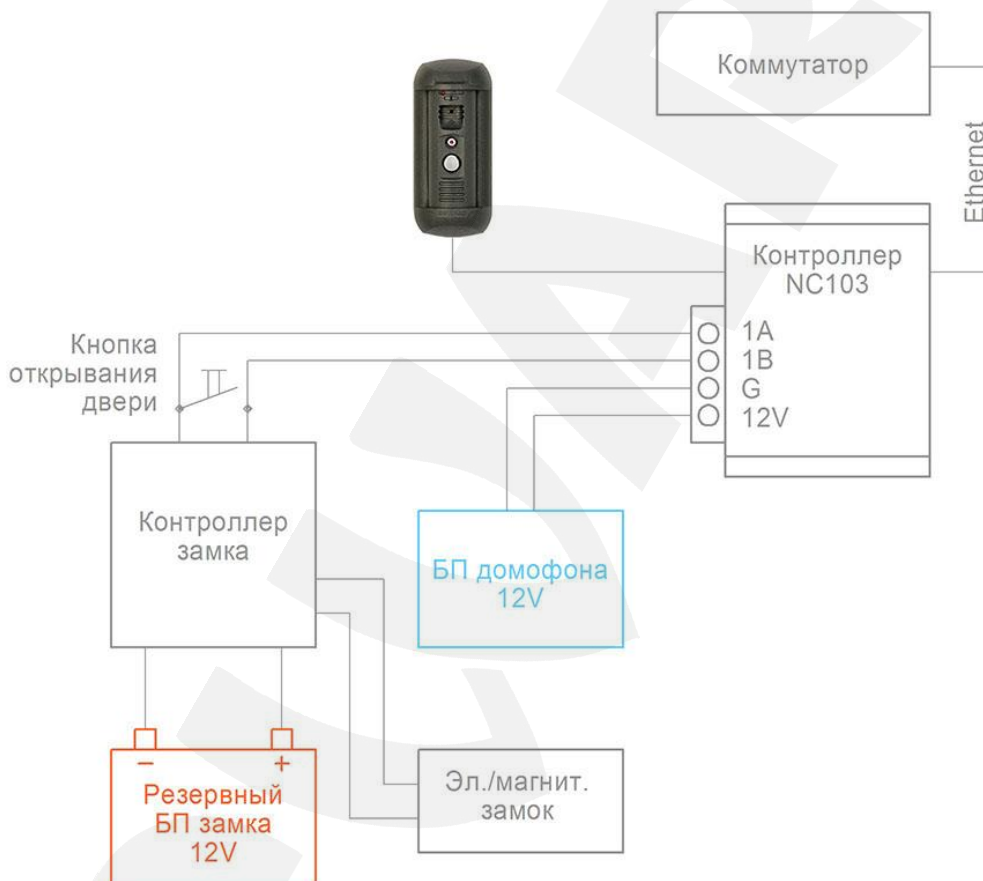 Коммутатор
Ethernet
Контроллер
NC103
1A
1B
G
12V
Кнопка
открывания
двери
Контроллер
замка
БП домофона
12V
– +
Резервный
БП замка
12V
Эл./магнит.
замок